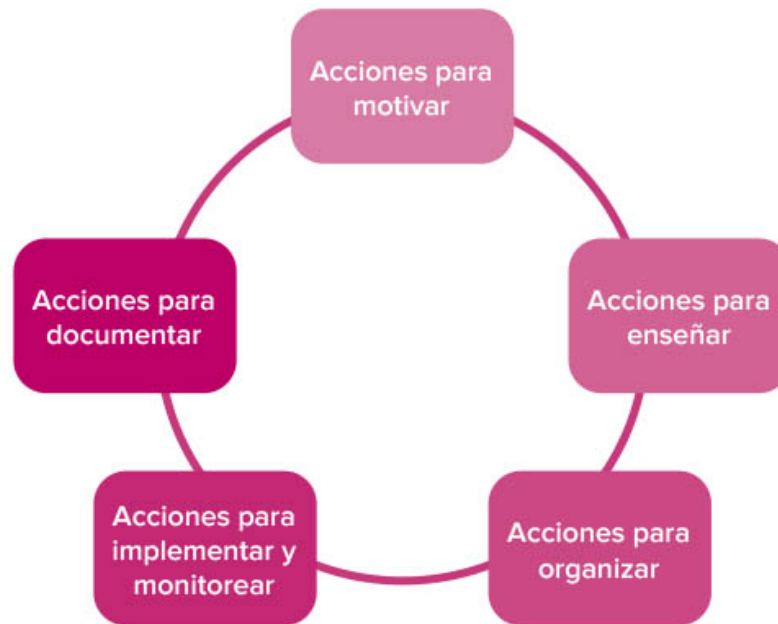 Acciones para
motivar
Acciones para
enseñar
Acciones para
organizar
Acciones para
implementar y
monitorear
Acciones para
documentar